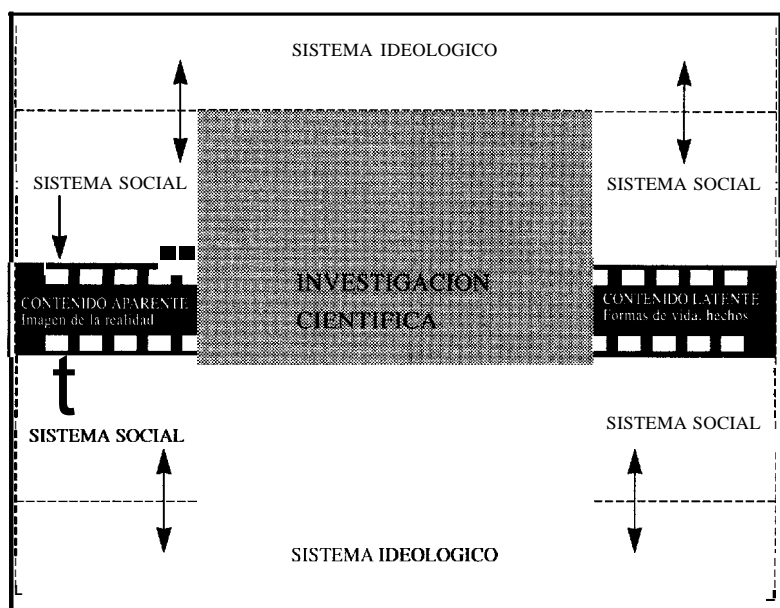 SISTEMA IDEOLOGICO
SISTEMA SOCIAL
SISTEMA SOCIAL
INVESTIGACION
CIENTIFICA
CONTENIDO APARENTE
Imagen de la realidad
CONTENIDO LATENTE
Formas de vida, hechos
t
SISTEMA SOCIAL
SISTEMA SOCIAL
SISTEMA IDEOLOGICO